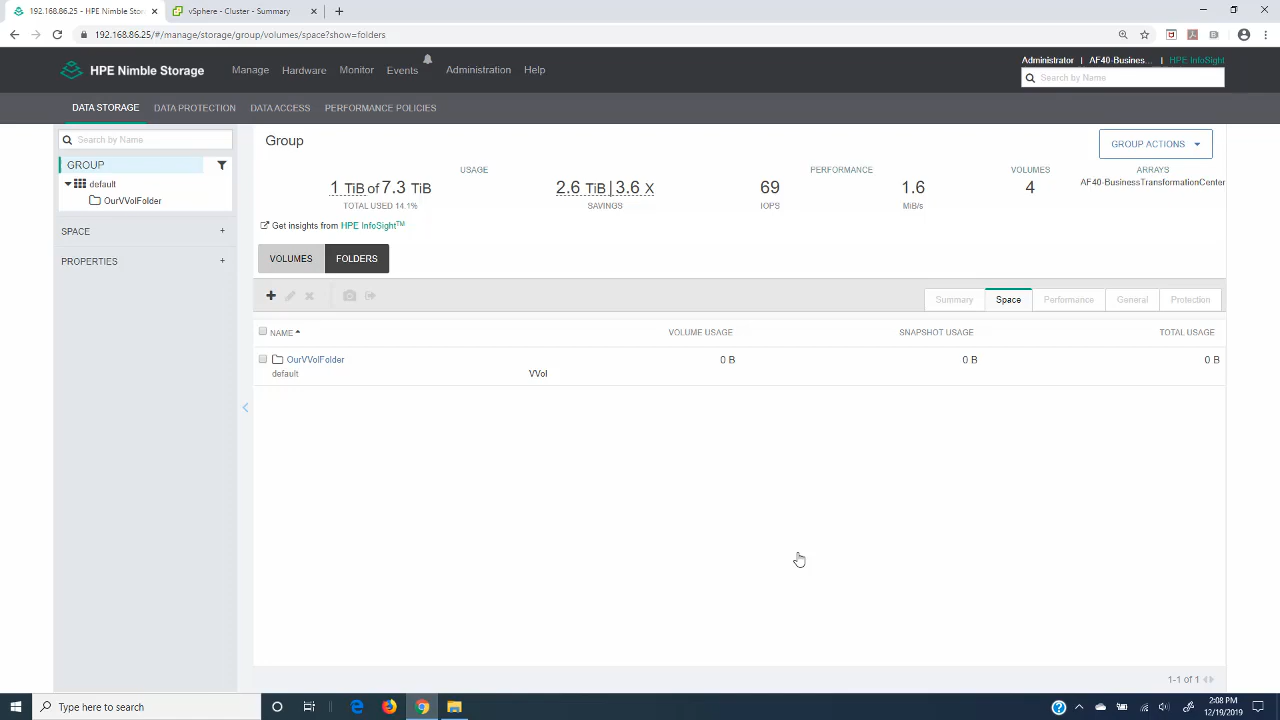 192.168.86.25 - HPE Nimble Stora
vSphere - Cluster - Summary
192.168.86.25/#/manage/storage/group/volumes/space?show=folders
HPE Nimble Storage
Manage
Hardware
Monitor
Events
Administration
Help
Administrator | AF40-Busines... | HPE InfoSight
Search by Name
DATA STORAGE
DATA PROTECTION
DATA ACCESS
PERFORMANCE POLICIES
Search by Name
GROUP
default
OurVVolFolder
SPACE +
PROPERTIES +
Group
GROUP ACTIONS
USAGE
PERFORMANCE
VOLUMES
ARRAYS
1 TiB of 7.3 TiB
2.6 TiB | 3.6 X
69
1.6
4
AF40-BusinessTransformationCenter
TOTAL USED 14.1%
SAVINGS
IOPS
MiB/s
Get insights from HPE InfoSight™
VOLUMES
FOLDERS
Summary
Space
Performance
General
Protection
NAME
VOLUME USAGE
SNAPSHOT USAGE
TOTAL USAGE
OurVVolFolder
0 B
0 B
0 B
default
VVol
1-1 of 1
Type here to search
2:08 PM
12/19/2019